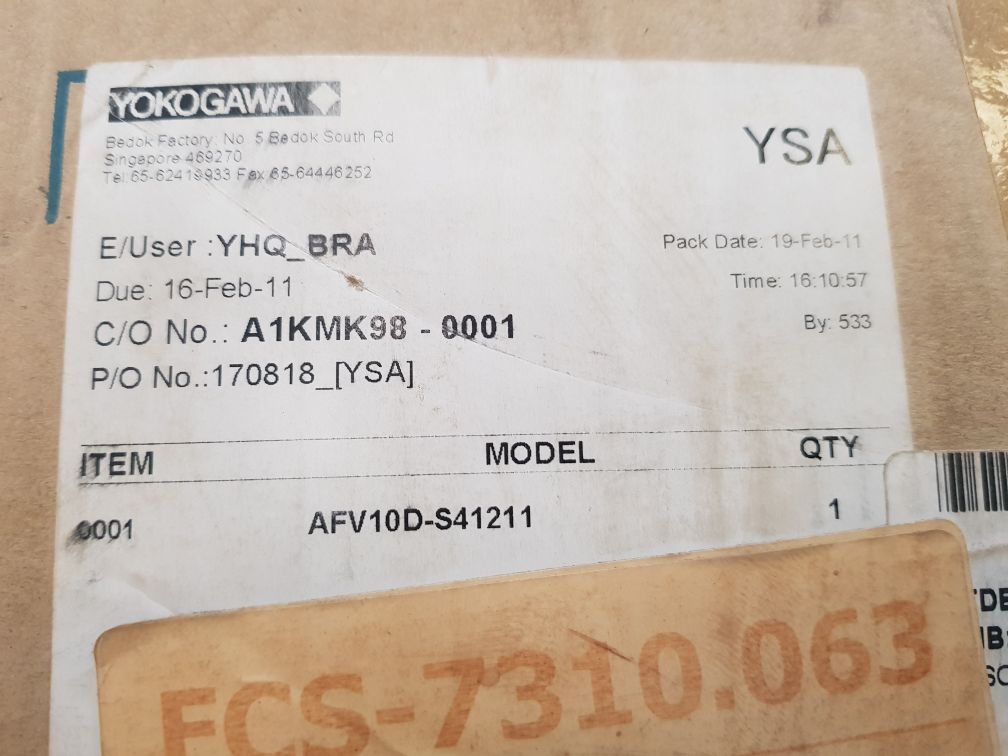 YOKOGAWA
Bedok Factory: No. 5 Bedok South Rd
Singapore 469270
Tel:65-62419933 Fax 65-64446252
YSA
E/User :YHQ_BRA
Pack Date: 19-Feb-11
Due: 16-Feb-11
Time: 16:10:57
C/O No.: A1KMK98 - 0001
By: 533
P/O No.:170818_[YSA]
ITEM MODEL QTY
0001 AFV10D-S41211 1
FCS-7310.063